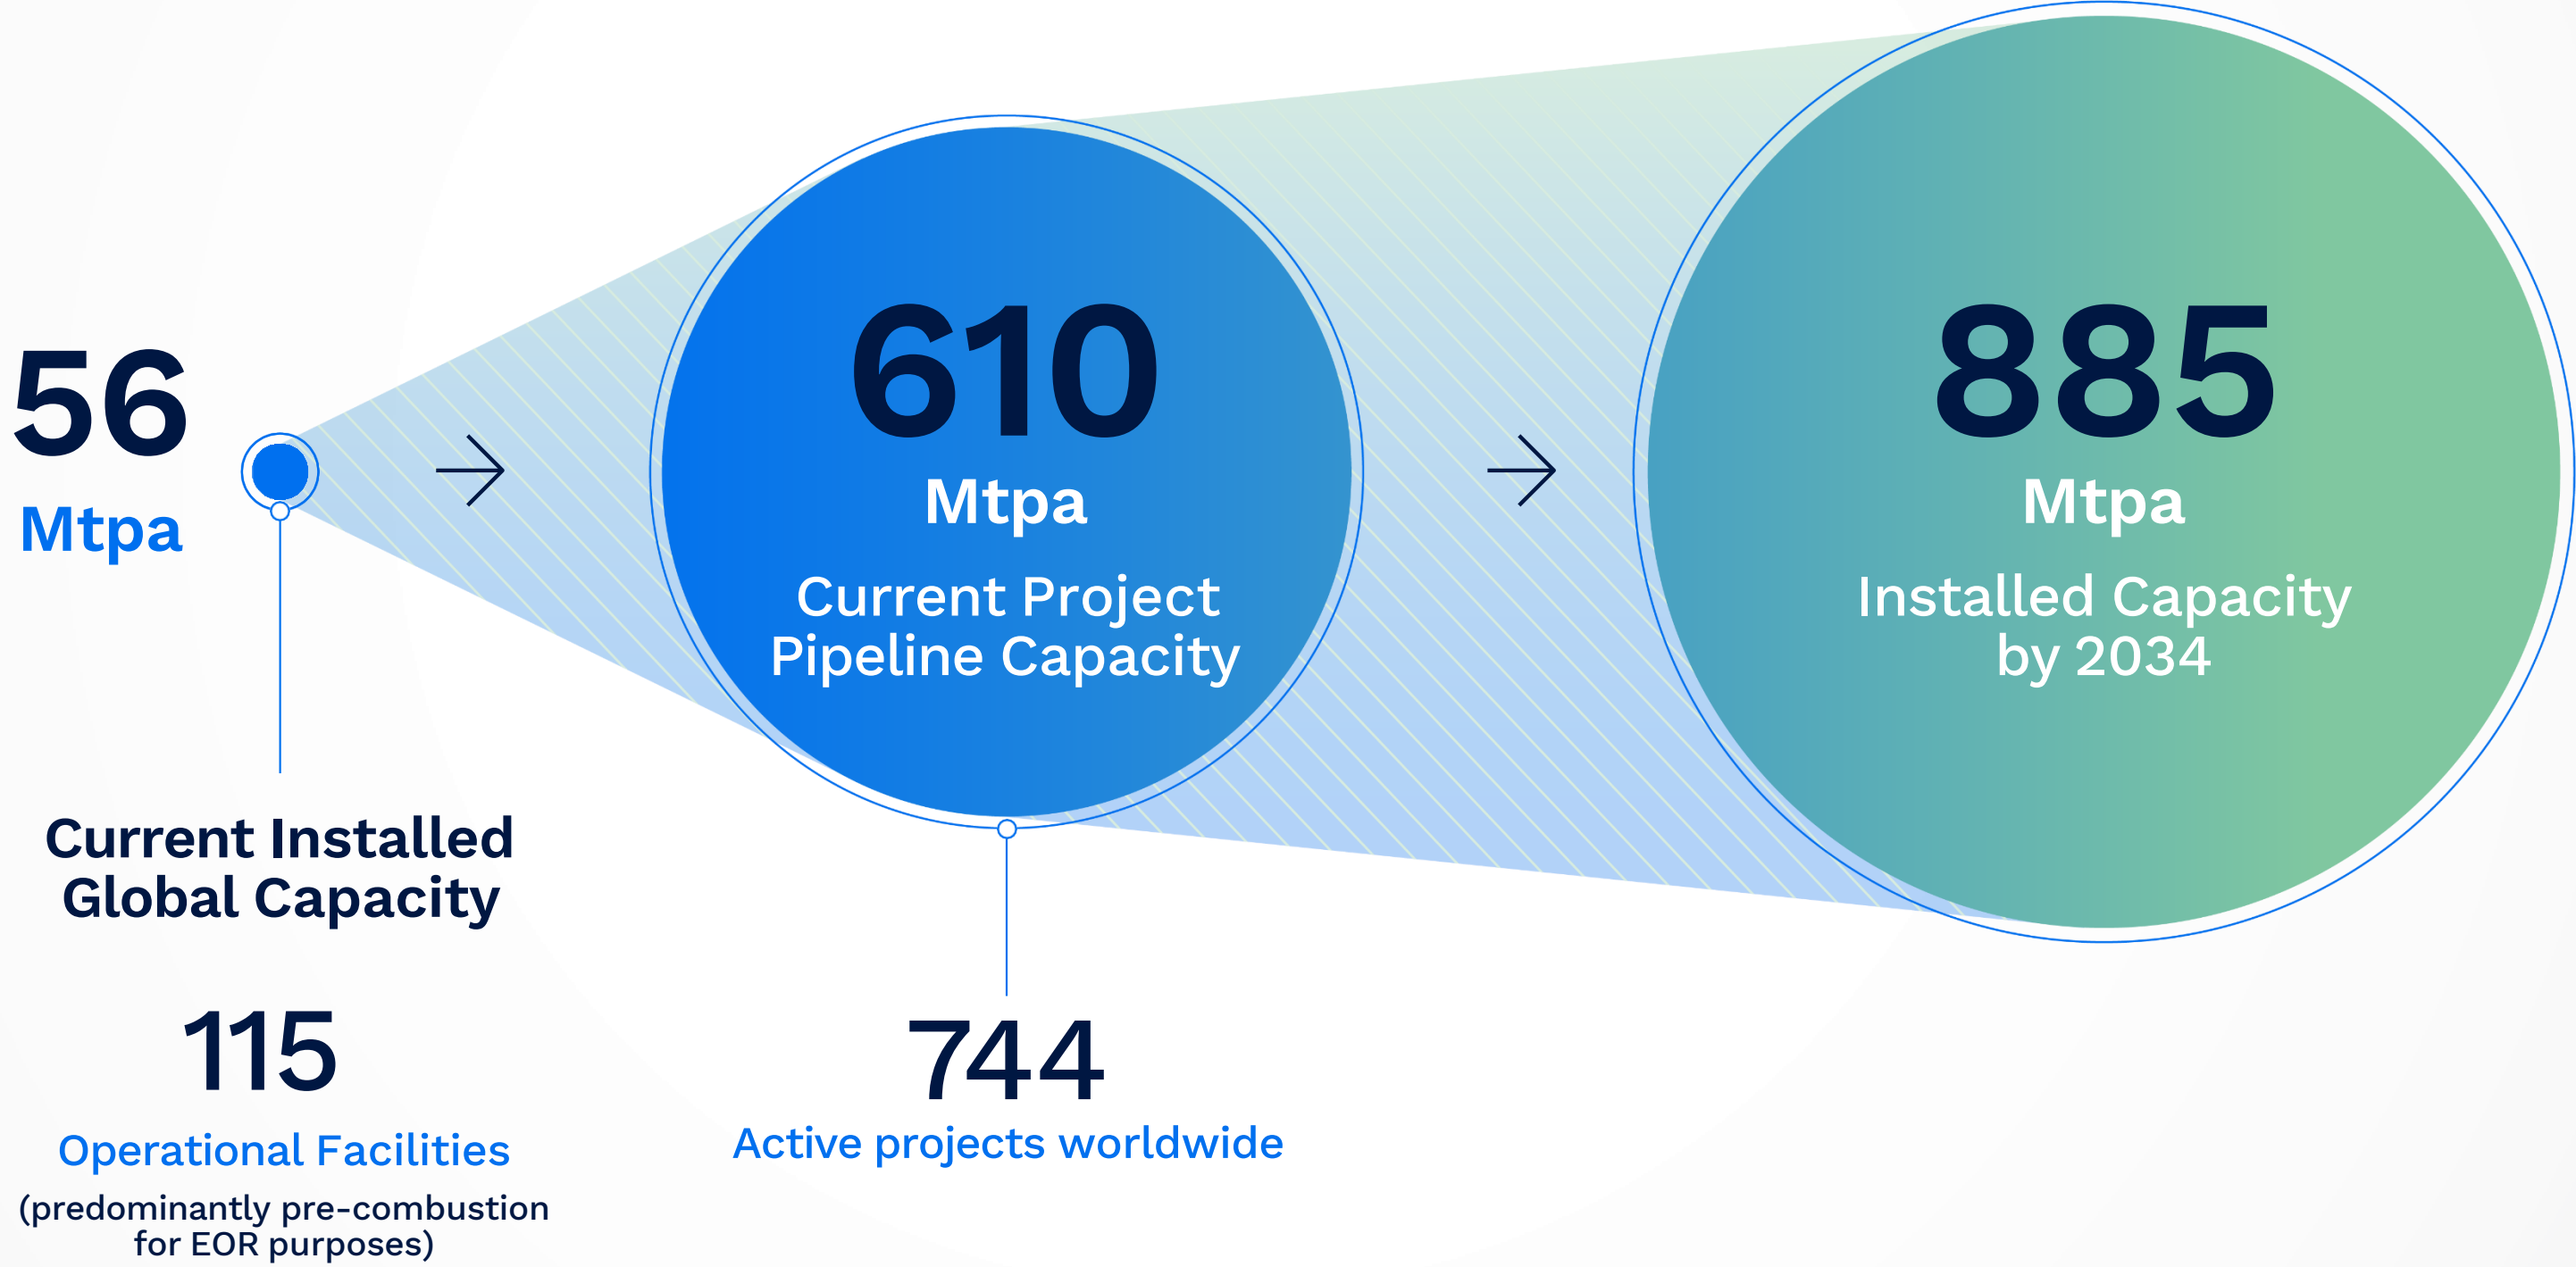 56
Mtpa
Current Installed
Global Capacity
115
Operational Facilities
(predominantly pre-combustion
for EOR purposes)
610
Mtpa
Current Project
Pipeline Capacity
744
Active projects worldwide
885
Mtpa
Installed Capacity
by 2034